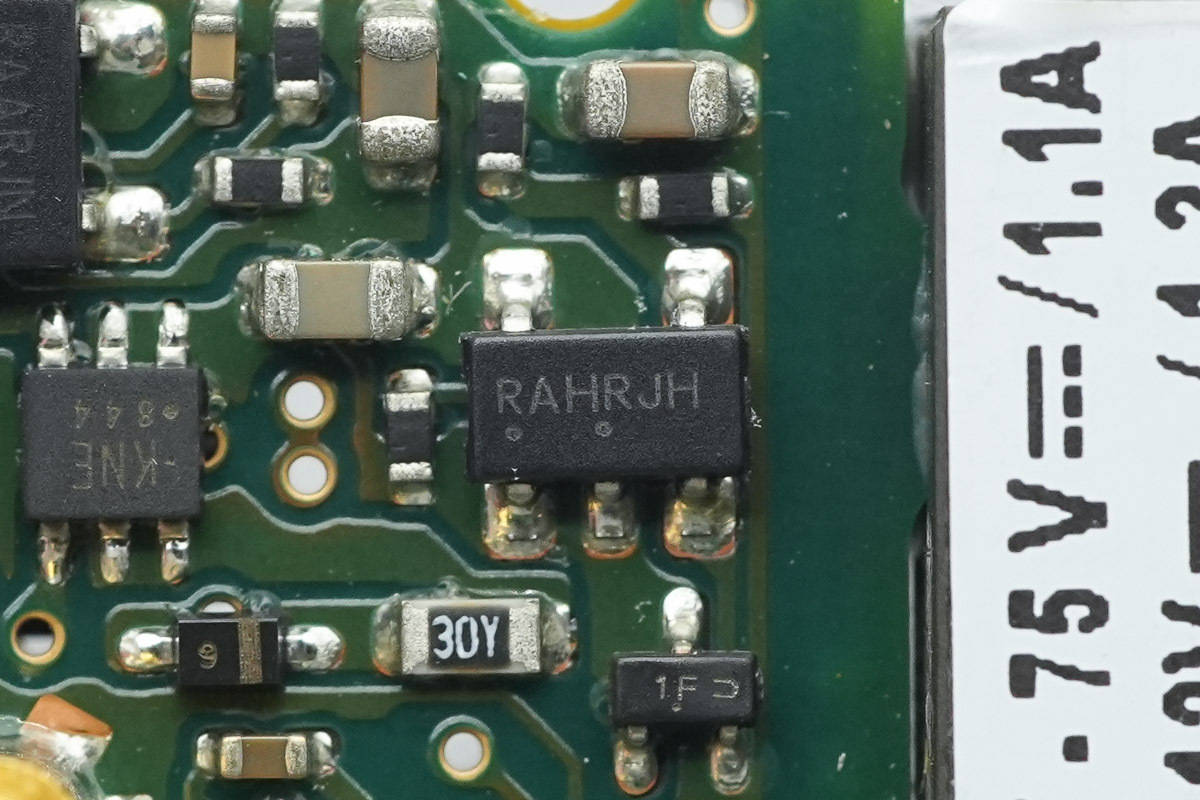 RAHRJH
844
KNE
9
30Y
1F
.75V⎓/1.1A